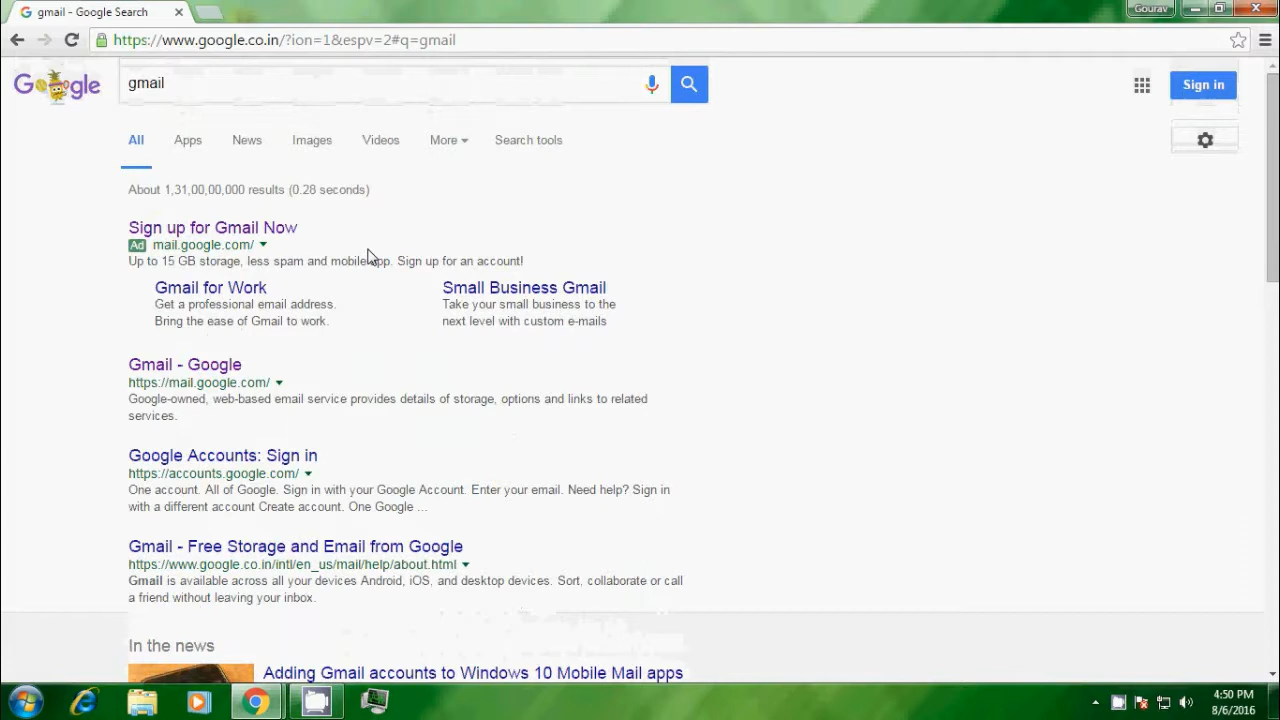 gmail - Google Search
Gourav
https://www.google.co.in/?ion=1&espv=2#q=gmail
Google
gmail
Sign in
All Apps News Images Videos More Search tools
About 1,31,00,00,000 results (0.28 seconds)
Sign up for Gmail Now
Ad mail.google.com/
Up to 15 GB storage, less spam and mobile app. Sign up for an account!
Gmail for Work
Get a professional email address.
Bring the ease of Gmail to work.
Small Business Gmail
Take your small business to the
next level with custom e-mails
Gmail - Google
https://mail.google.com/
Google-owned, web-based email service provides details of storage, options and links to related
services.
Google Accounts: Sign in
https://accounts.google.com/
One account. All of Google. Sign in with your Google Account. Enter your email. Need help? Sign in
with a different account Create account. One Google ...
Gmail - Free Storage and Email from Google
https://www.google.co.in/intl/en_us/mail/help/about.html
Gmail is available across all your devices Android, iOS, and desktop devices. Sort, collaborate or call
a friend without leaving your inbox.
In the news
Adding Gmail accounts to Windows 10 Mobile Mail apps
4:50 PM
8/6/2016